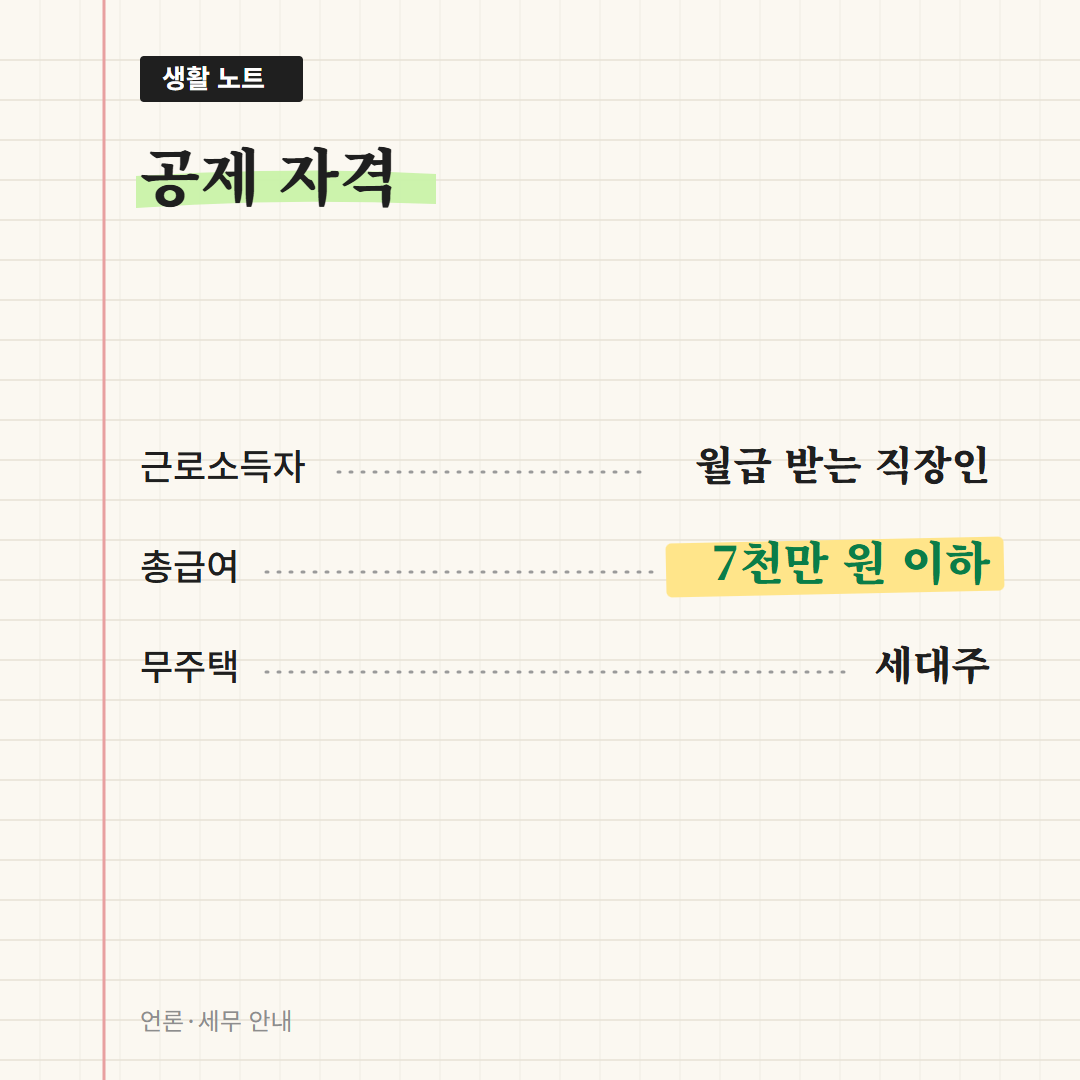 생활 노트
공제 자격
근로소득자 월급 받는 직장인
총급여 7천만 원 이하
무주택 세대주
언론·세무 안내